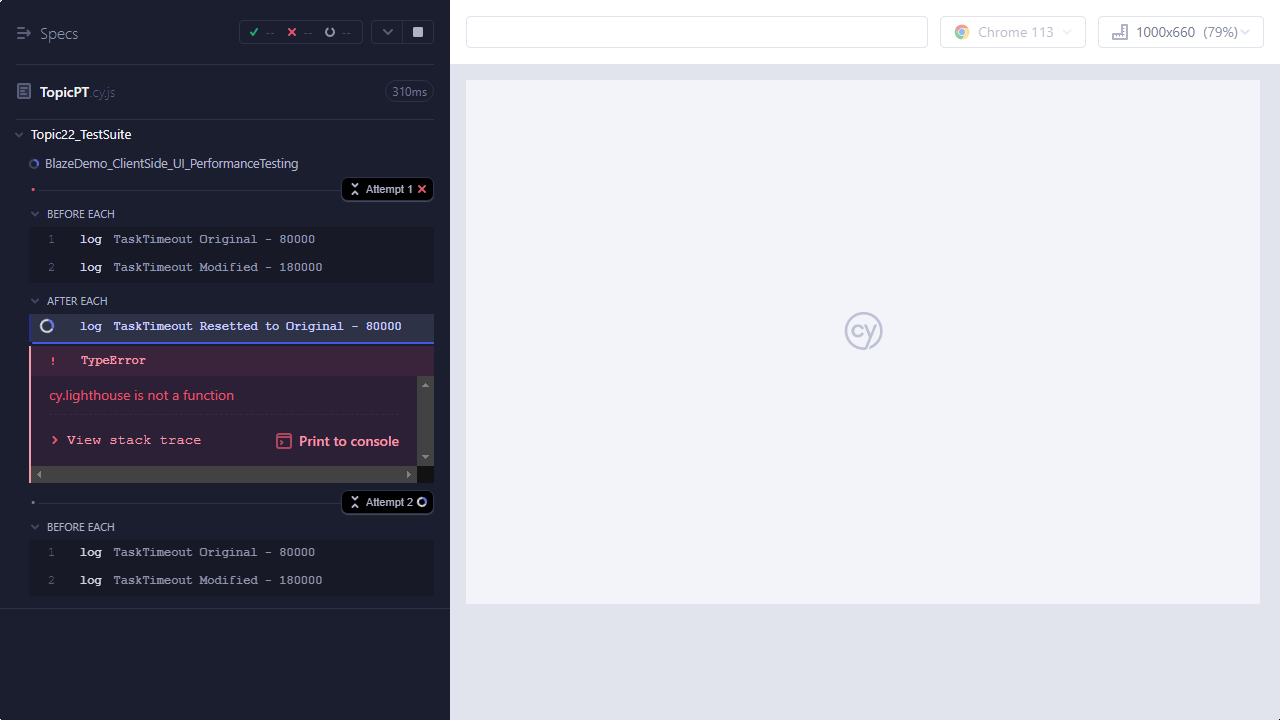 Specs
-- -- --
Chrome 113
1000x660 (79%)
TopicPT.cy.js
310ms
Topic22_TestSuite
BlazeDemo_ClientSide_UI_PerformanceTesting
Attempt 1
BEFORE EACH
1 log TaskTimeout Original - 80000
2 log TaskTimeout Modified - 180000
AFTER EACH
log TaskTimeout Resetted to Original - 80000
! TypeError
cy.lighthouse is not a function
View stack trace
Print to console
Attempt 2
BEFORE EACH
1 log TaskTimeout Original - 80000
2 log TaskTimeout Modified - 180000
cy